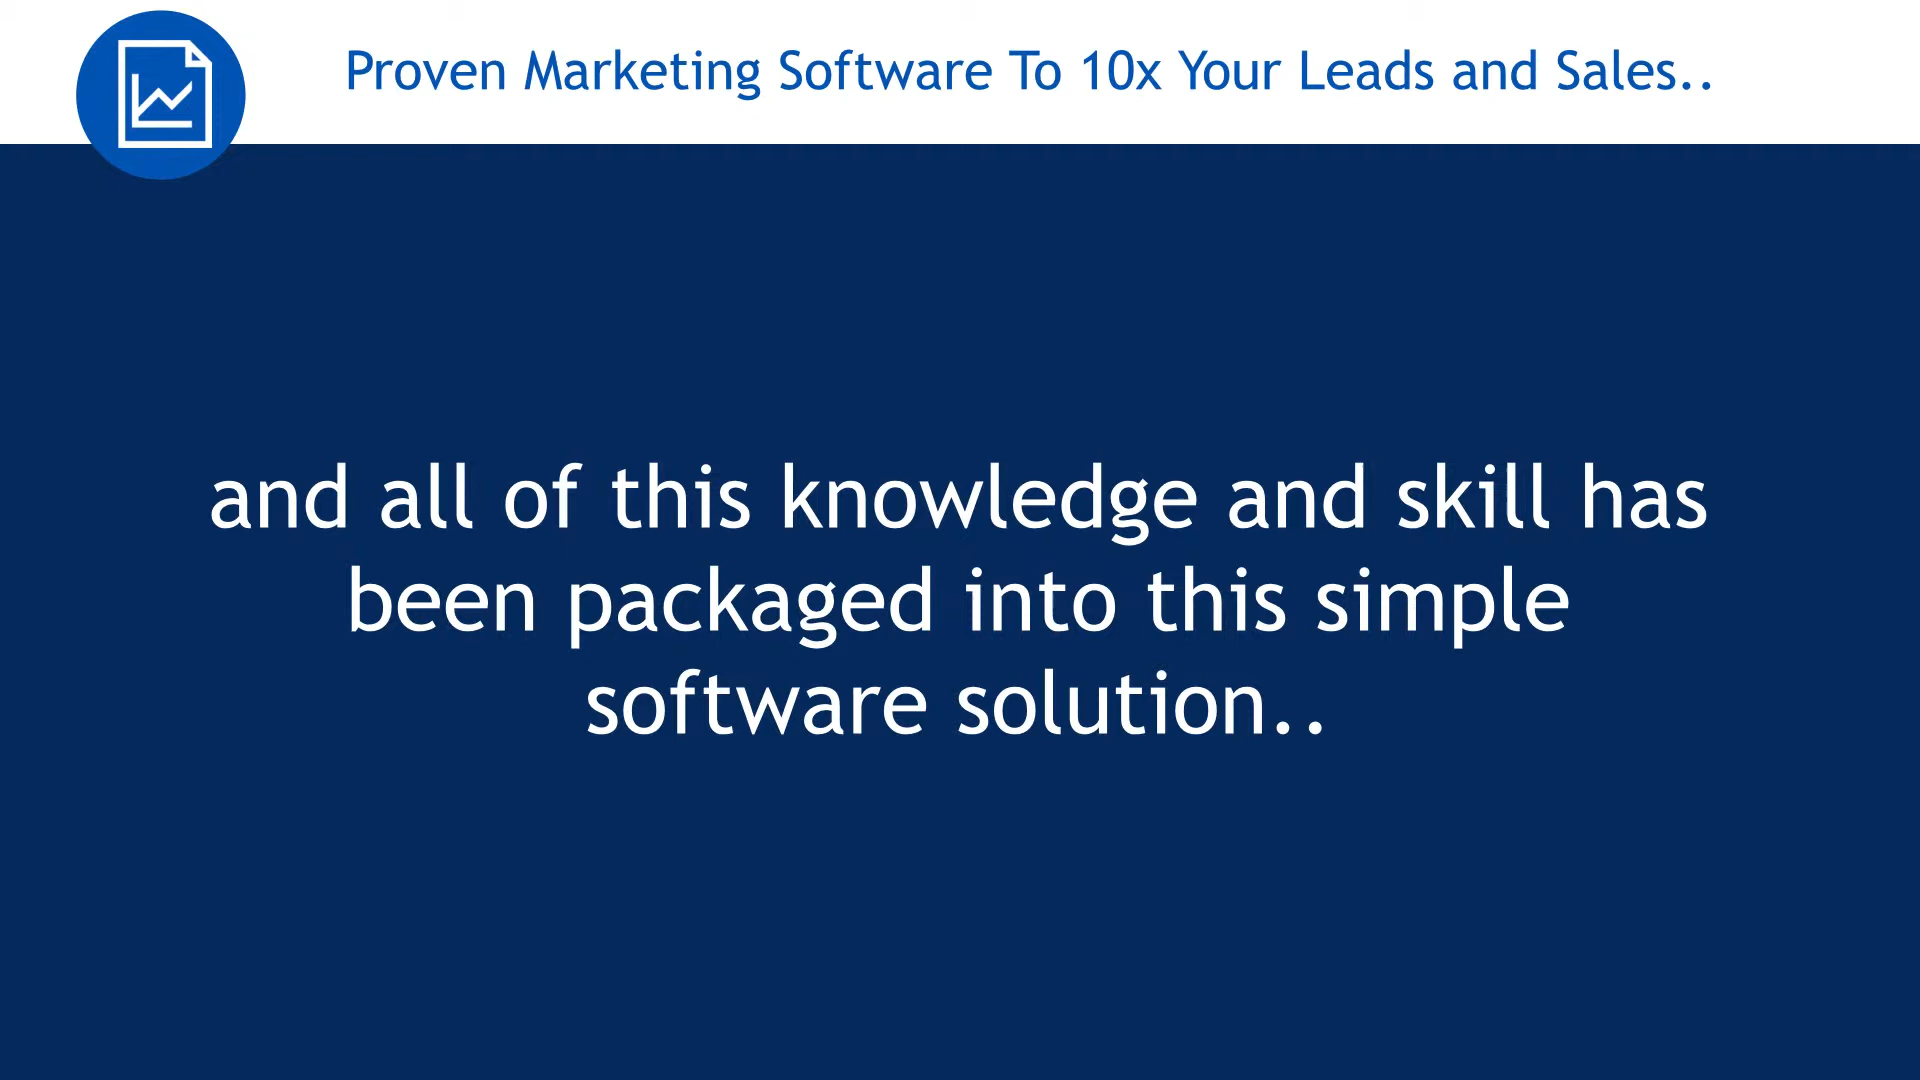 Proven Marketing Software To 10x Your Leads and Sales..
and all of this knowledge and skill has
been packaged into this simple
software solution..